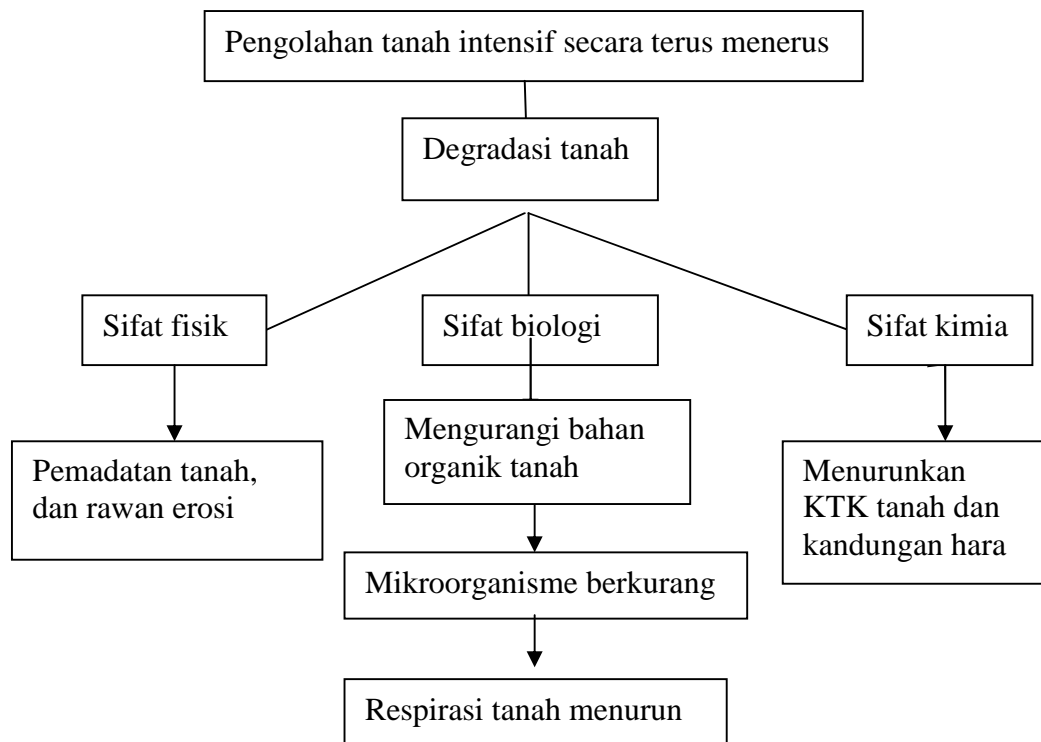 Pengolahan tanah intensif secara terus menerus
Degradasi tanah
Sifat fisik
Sifat biologi
Sifat kimia
Pemadatan tanah,
dan rawan erosi
Mengurangi bahan
organik tanah
Menurunkan
KTK tanah dan
kandungan hara
Mikroorganisme berkurang
Respirasi tanah menurun